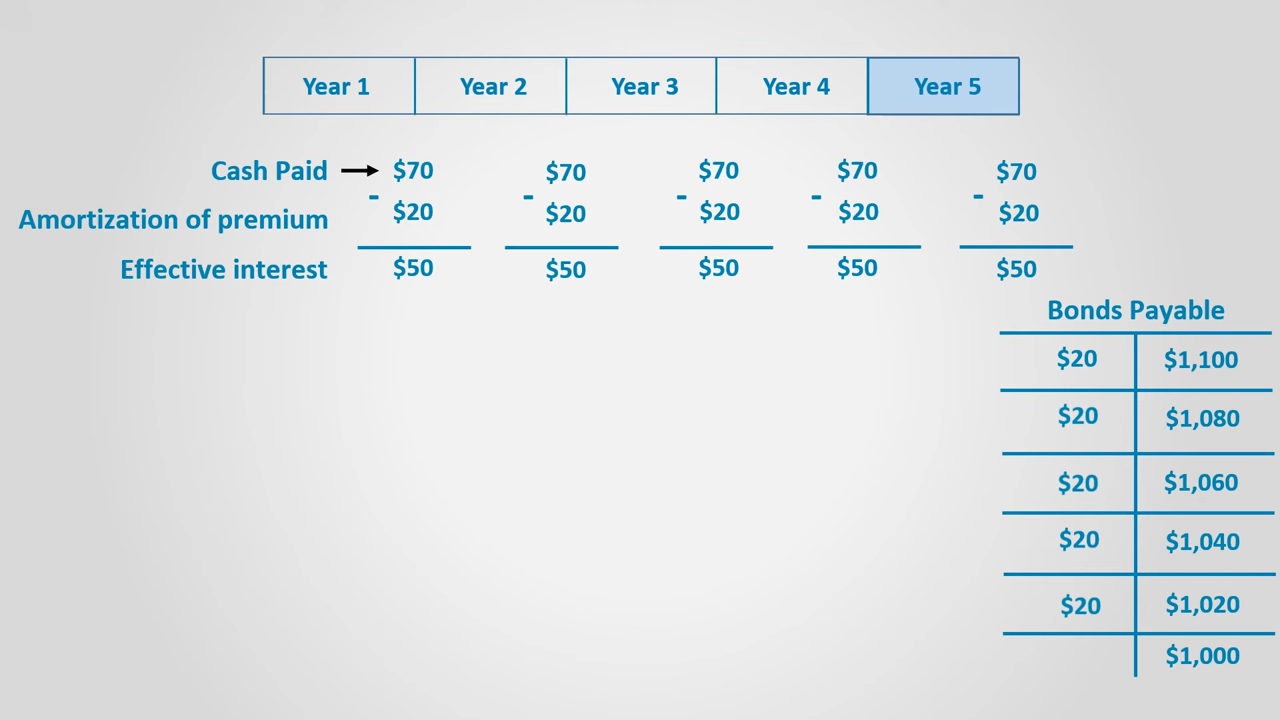 Year 1 Year 2 Year 3 Year 4 Year 5
Cash Paid $70 $70 $70 $70 $70
- - - - -
Amortization of premium $20 $20 $20 $20 $20
Effective interest $50 $50 $50 $50 $50
Bonds Payable
$20 $1,100
$20 $1,080
$20 $1,060
$20 $1,040
$20 $1,020
$1,000